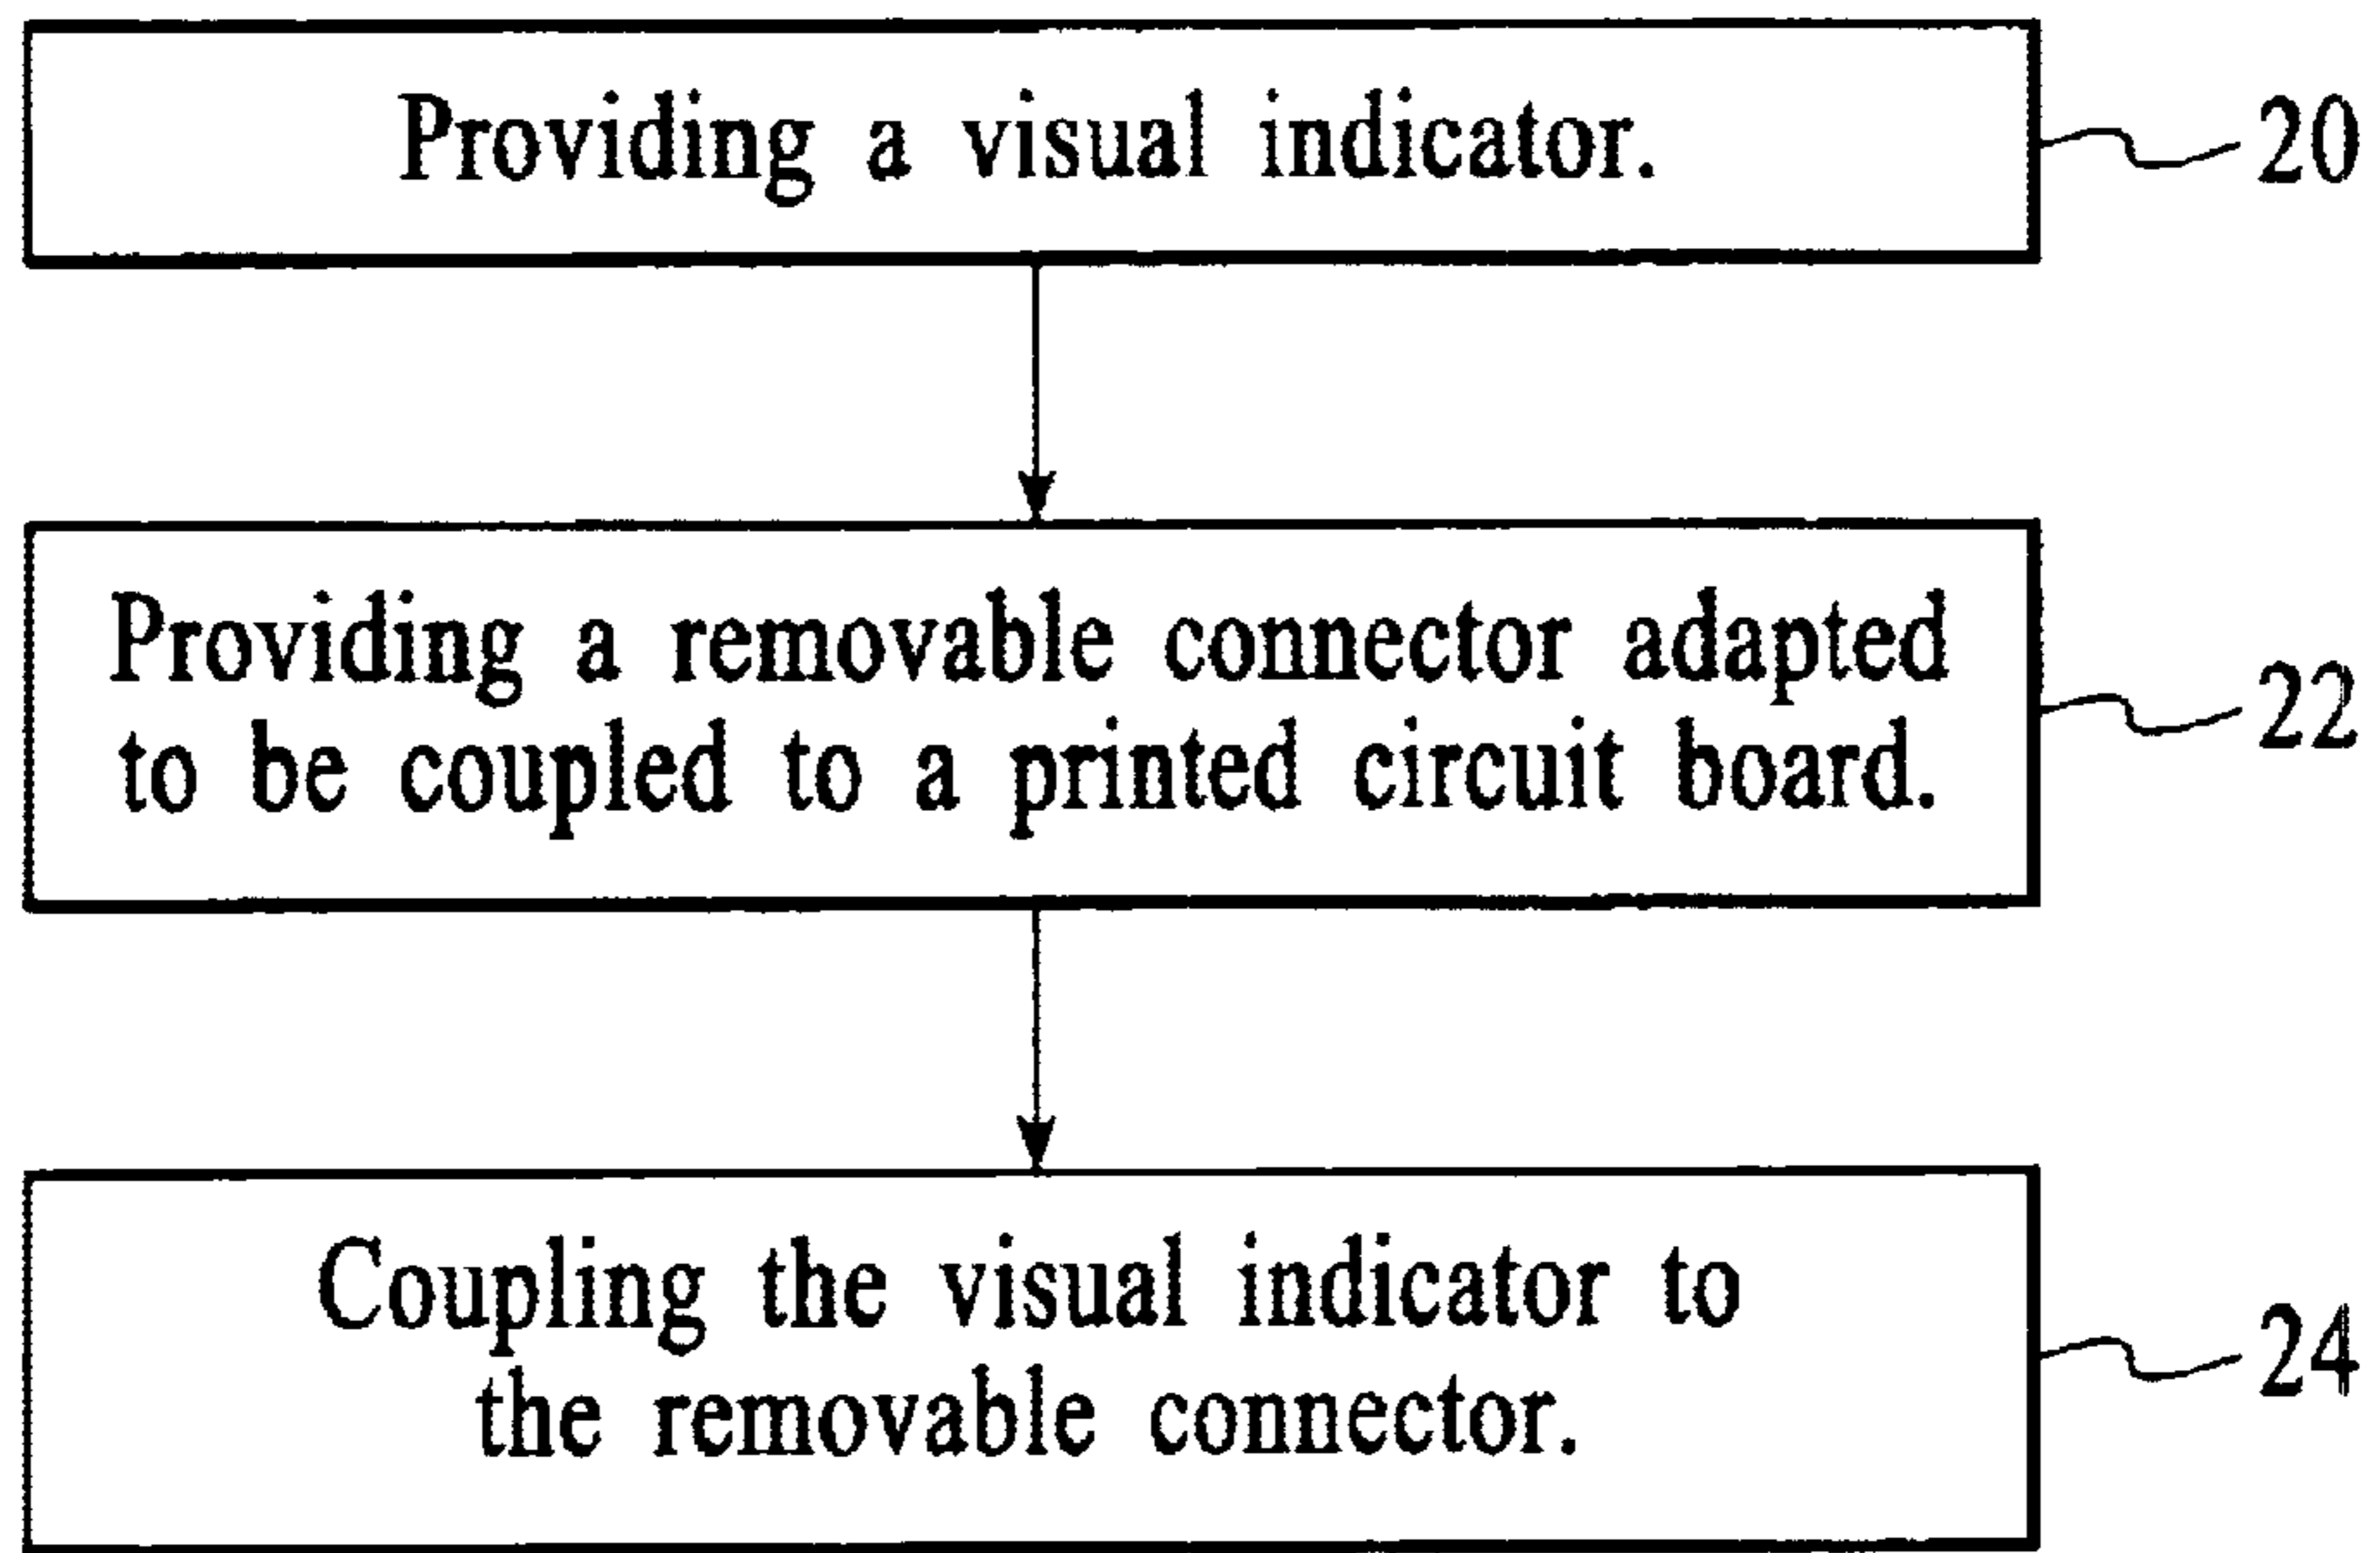 Providing a visual indicator.
20
Providing a removable connector adapted
to be coupled to a printed circuit board.
22
Coupling the visual indicator to
the removable connector.
24